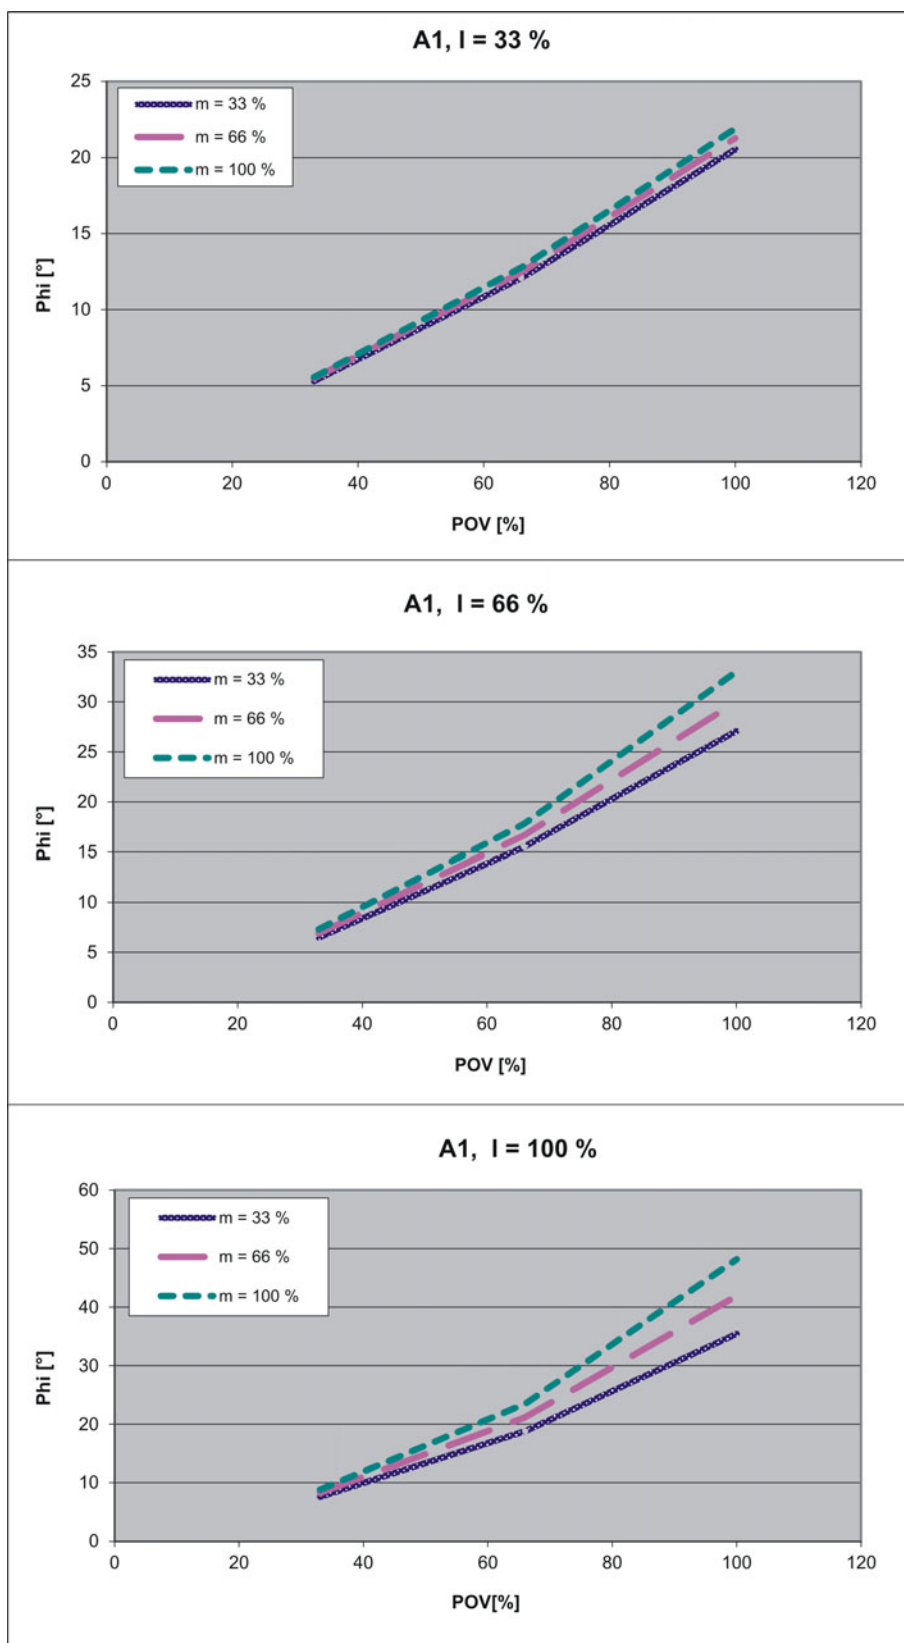 A1, l = 33 %
25
20
15
10
5
0
m = 33 %
m = 66 %
m = 100 %
Phi [°]
0 20 40 60 80 100 120
POV [%]
A1, l = 66 %
35
30
25
20
15
10
5
0
m = 33 %
m = 66 %
m = 100 %
Phi [°]
0 20 40 60 80 100 120
POV [%]
A1, l = 100 %
60
50
40
30
20
10
0
m = 33 %
m = 66 %
m = 100 %
Phi [°]
0 20 40 60 80 100 120
POV[%]